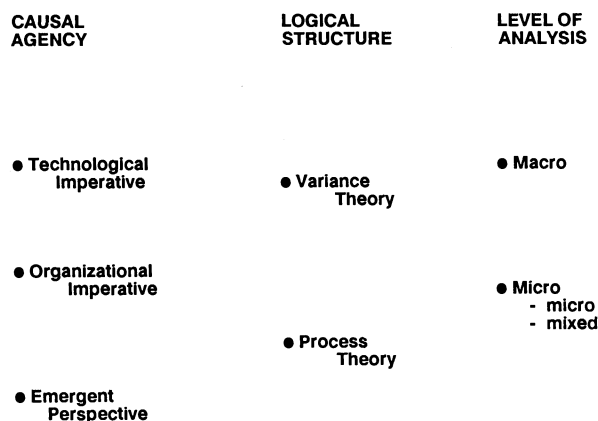 CAUSAL
AGENCY
● Technological
Imperative
● Organizational
Imperative
● Emergent
Perspective
LOGICAL
STRUCTURE
● Variance
Theory
● Process
Theory
LEVEL OF
ANALYSIS
● Macro
● Micro
- micro
- mixed